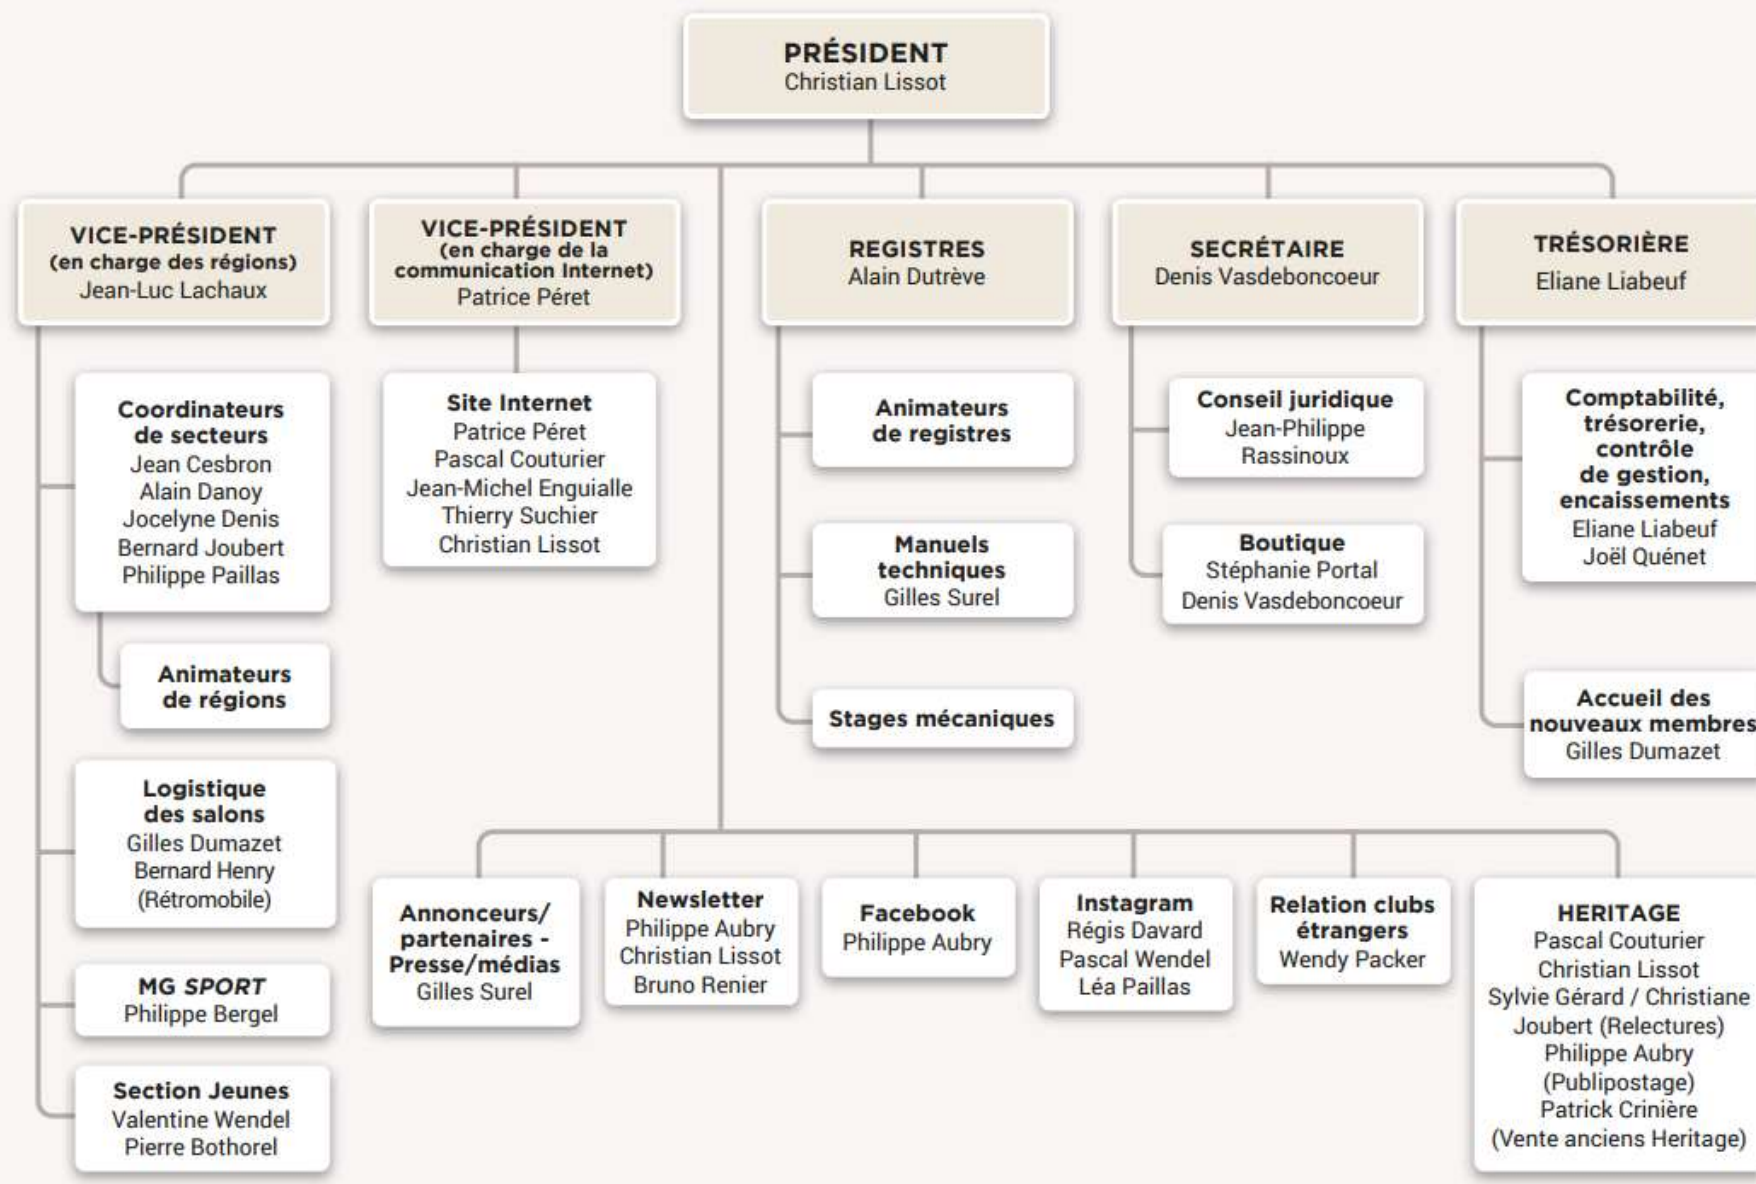 PRÉSIDENT
Christian Lissot
VICE-PRÉSIDENT
(en charge des régions)
Jean-Luc Lachaux
VICE-PRÉSIDENT
(en charge de la
communication Internet)
Patrice Péret
REGISTRES
Alain Dutrève
SECRÉTAIRE
Denis Vasdeboncoeur
TRÉSORIÈRE
Eliane Liabeuf
Coordinateurs
de secteurs
Jean Cesbron
Alain Danoy
Jocelyne Denis
Bernard Joubert
Philippe Paillas
Animateurs
de régions
Logistique
des salons
Gilles Dumazet
Bernard Henry
(Rétromobile)
MG SPORT
Philippe Bergel
Section Jeunes
Valentine Wendel
Pierre Bothorel
Site Internet
Patrice Péret
Pascal Couturier
Jean-Michel Enguialle
Thierry Suchier
Christian Lissot
Animateurs
de registres
Manuels
techniques
Gilles Surel
Stages mécaniques
Conseil juridique
Jean-Philippe
Rassinoux
Boutique
Stéphanie Portal
Denis Vasdeboncoeur
Comptabilité,
trésorerie,
contrôle
de gestion,
encaissements
Eliane Liabeuf
Joël Quénet
Accueil des
nouveaux membres
Gilles Dumazet
Annonceurs/
partenaires -
Presse/médias
Gilles Surel
Newsletter
Philippe Aubry
Christian Lissot
Bruno Renier
Facebook
Philippe Aubry
Instagram
Régis Davard
Pascal Wendel
Léa Paillas
Relation clubs
étrangers
Wendy Packer
HERITAGE
Pascal Couturier
Christian Lissot
Sylvie Gérard / Christiane
Joubert (Relectures)
Philippe Aubry
(Publipostage)
Patrick Crinière
(Vente anciens Heritage)